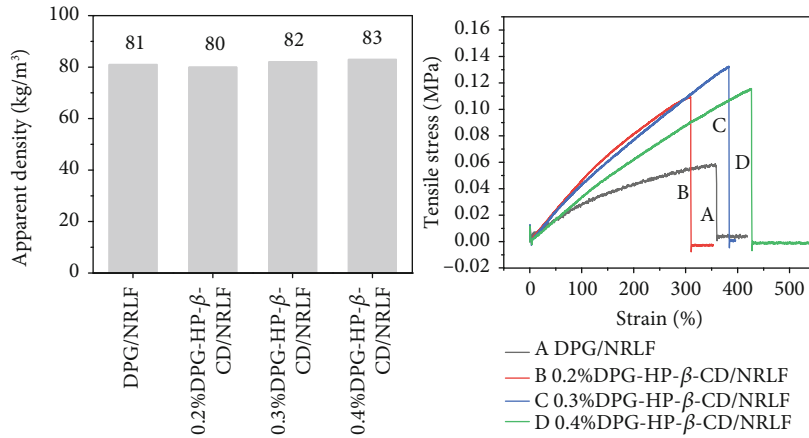 Apparent density (kg/m³)
100
80
60
40
20
0
81
80
82
83
DPG/NRLF
0.2%DPG-HP-β-
CD/NRLF
0.3%DPG-HP-β-
CD/NRLF
0.4%DPG-HP-β-
CD/NRLF
Tensile stress (MPa)
0.16
0.14
0.12
0.10
0.08
0.06
0.04
0.02
0.00
−0.02
C
D
B
A
0 100 200 300 400 500
Strain (%)
A DPG/NRLF
B 0.2%DPG-HP-β-CD/NRLF
C 0.3%DPG-HP-β-CD/NRLF
D 0.4%DPG-HP-β-CD/NRLF